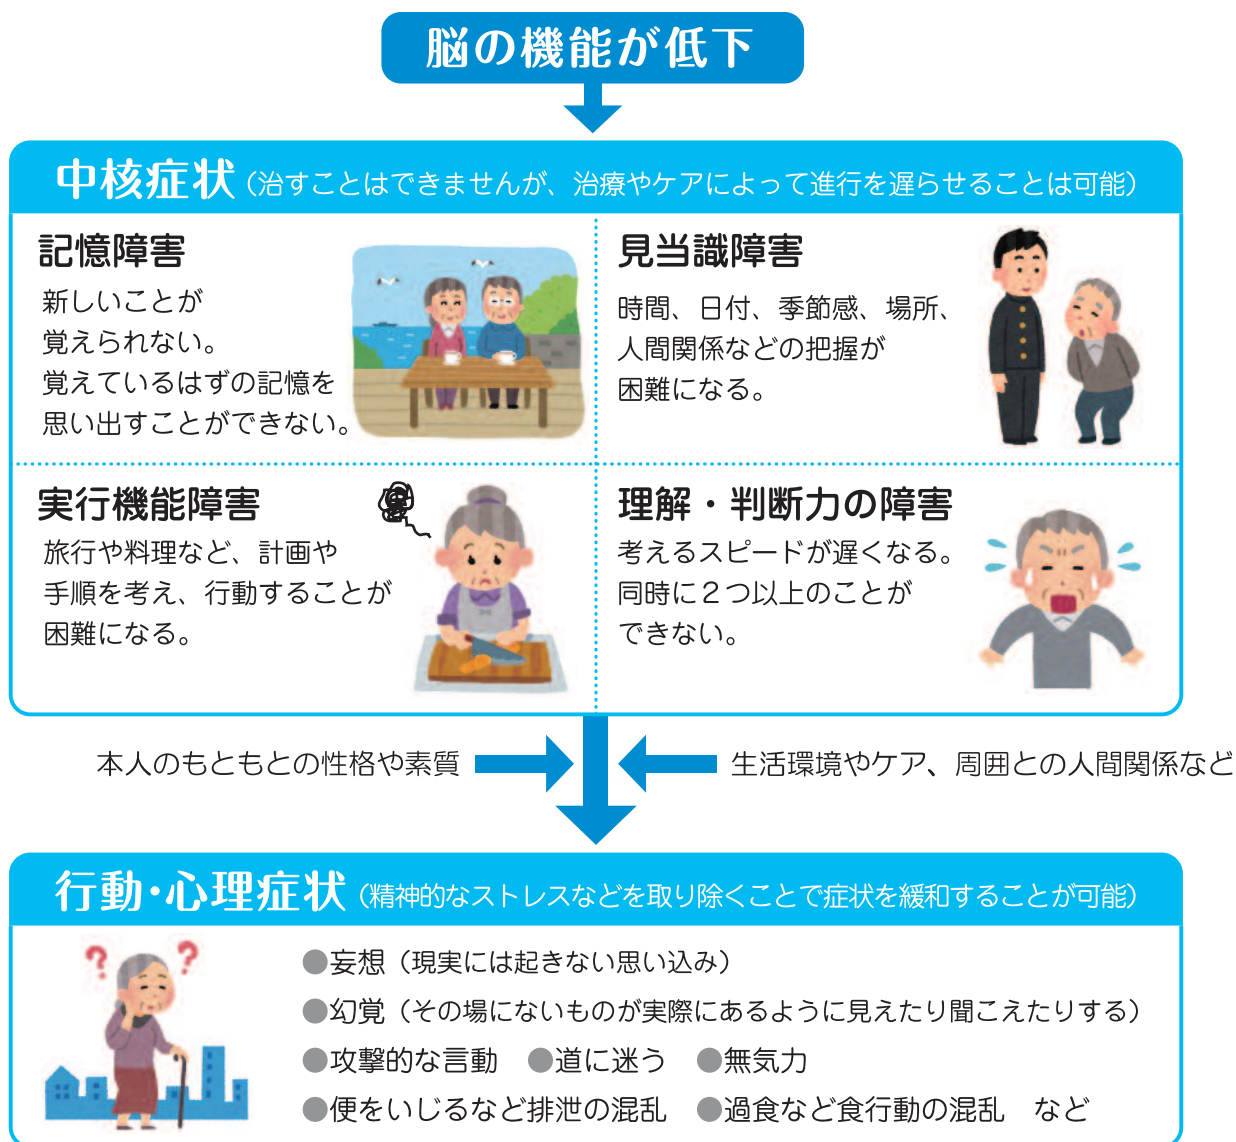 脳の機能が低下
中核症状（治すことはできませんが、治療やケアによって進行を遅らせることは可能）
記憶障害
新しいことが
覚えられない。
覚えているはずの記憶を
思い出すことができない。
見当識障害
時間、日付、季節感、場所、
人間関係などの把握が
困難になる。
実行機能障害
旅行や料理など、計画や
手順を考え、行動することが
困難になる。
理解・判断力の障害
考えるスピードが遅くなる。
同時に２つ以上のことが
できない。
本人のもともとの性格や素質
生活環境やケア、周囲との人間関係など
行動・心理症状（精神的なストレスなどを取り除くことで症状を緩和することが可能）
●妄想（現実には起きない思い込み）
●幻覚（その場にないものが実際にあるように見えたり聞こえたりする）
●攻撃的な言動　●道に迷う　●無気力
●便をいじるなど排泄の混乱　●過食など食行動の混乱　など